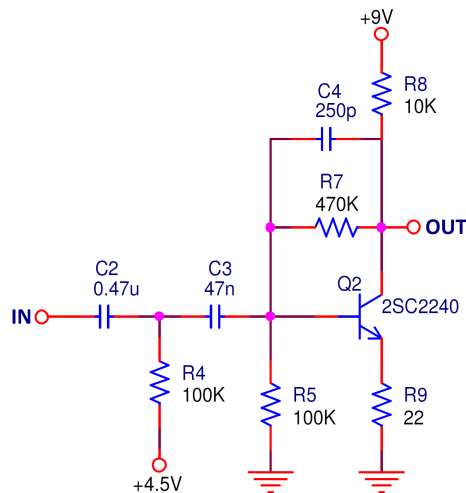 +9V
R8
10K
C4
250p
R7
470K
OUT
C2
0.47u
C3
47n
Q2
2SC2240
IN
R4
100K
R5
100K
R9
22
+4.5V